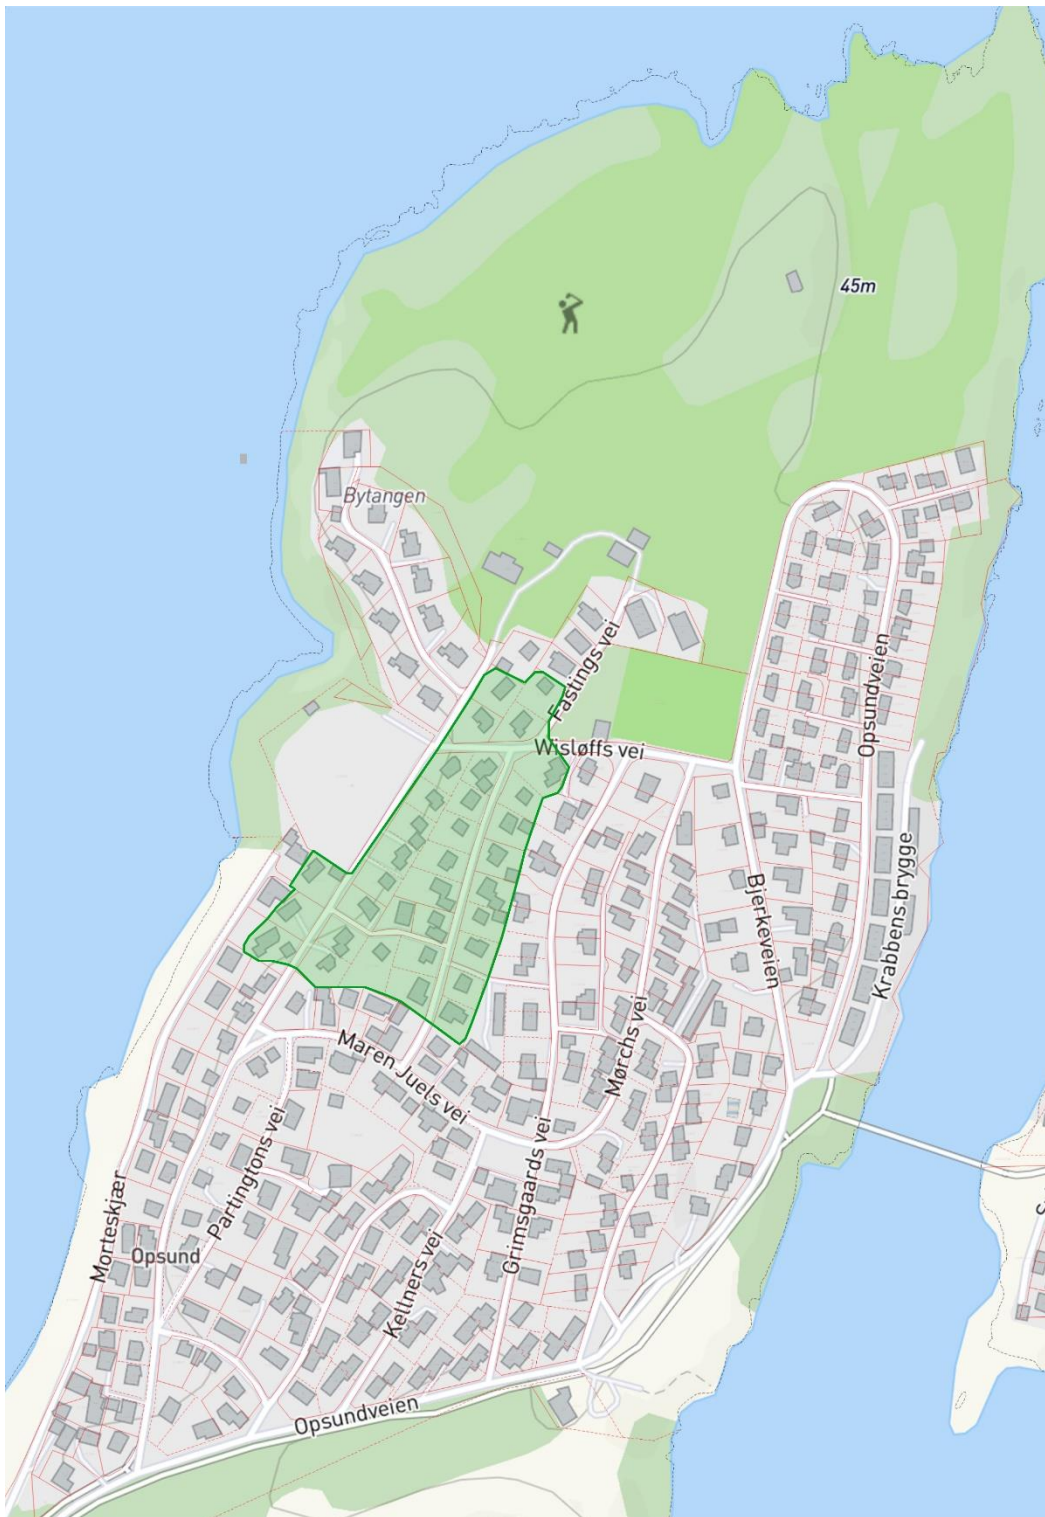 45m
Bytangen
Fastings vei
Wisløffs vei
Opsundveien
Bjerkeveien
Krabbens brygge
Maren Juels vei
Mørchs vei
Partingtons vei
Grimsgaards vei
Morteskjær
Opsund
Kellners vei
Opsundveien